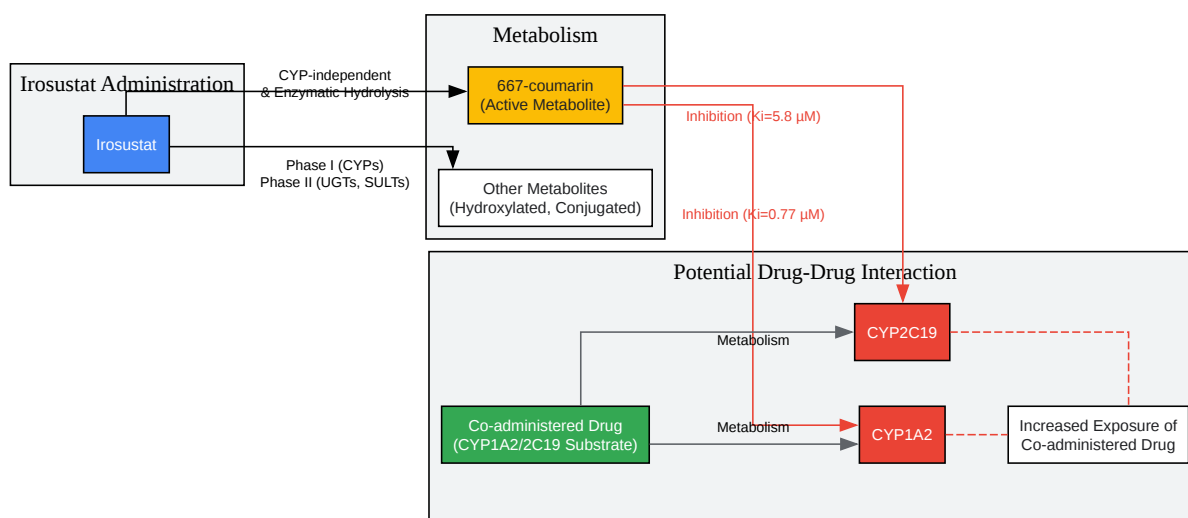 Metabolism
Irosustat Administration
CYP-independent
& Enzymatic Hydrolysis
667-coumarin
(Active Metabolite)
Inhibition (Ki=5.8 µM)
Irosustat
Phase I (CYPs)
Phase II (UGTs, SULTs)
Other Metabolites
(Hydroxylated, Conjugated)
Inhibition (Ki=0.77 µM)
Potential Drug-Drug Interaction
CYP2C19
Metabolism
Co-administered Drug
(CYP1A2/2C19 Substrate)
Metabolism
CYP1A2
Increased Exposure of
Co-administered Drug